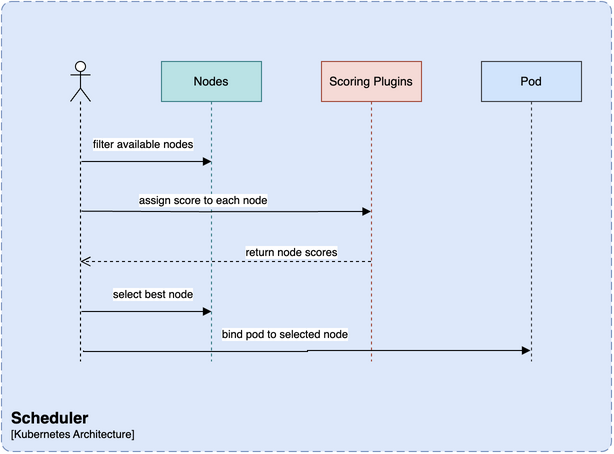 Nodes
Scoring Plugins
Pod
filter available nodes
assign score to each node
return node scores
select best node
bind pod to selected node
Scheduler
[Kubernetes Architecture]